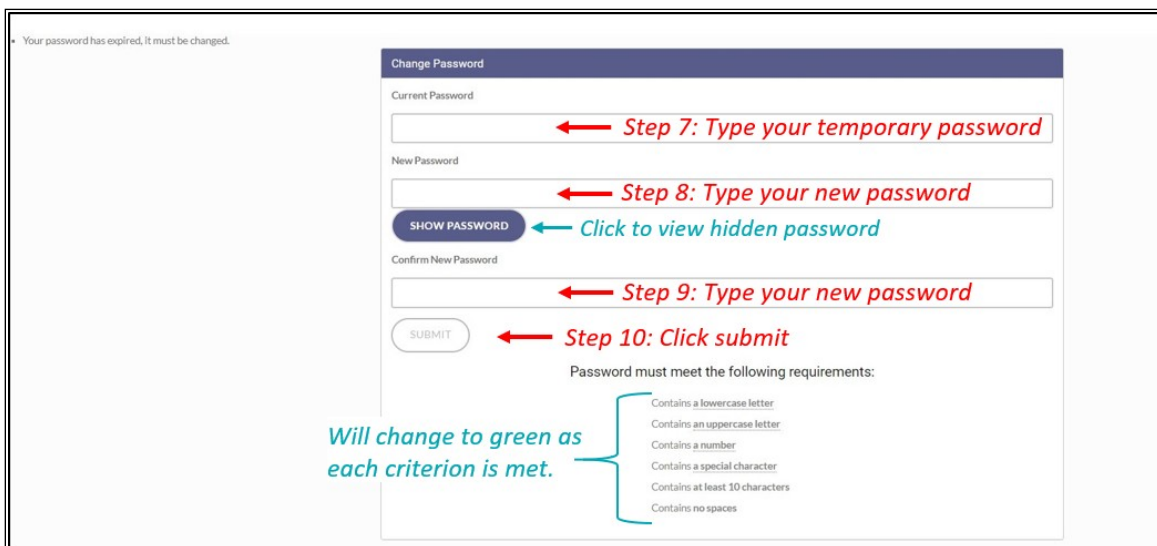 Your password has expired, it must be changed.
Change Password
Current Password
Step 7: Type your temporary password
New Password
Step 8: Type your new password
SHOW PASSWORD
Click to view hidden password
Confirm New Password
Step 9: Type your new password
SUBMIT
Step 10: Click submit
Password must meet the following requirements:
Will change to green as
each criterion is met.
Contains a lowercase letter
Contains an uppercase letter
Contains a number
Contains a special character
Contains at least 10 characters
Contains no spaces